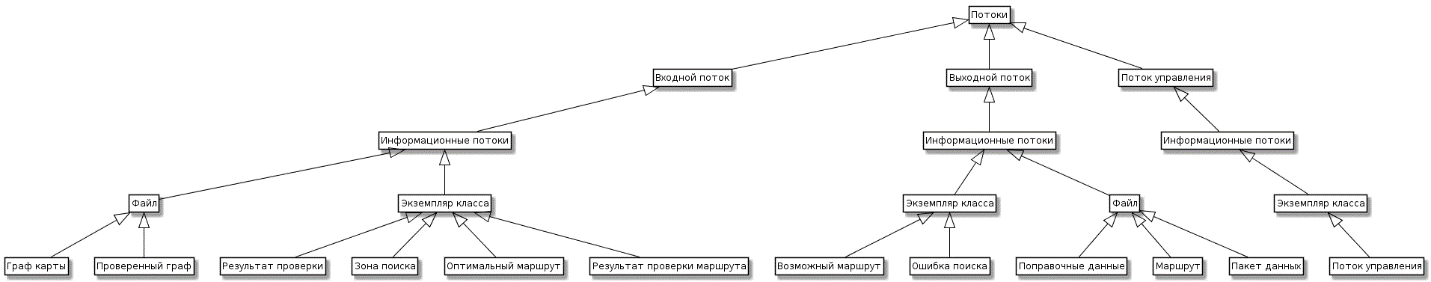 Потоки
Входной поток
Выходной поток
Поток управления
Информационные потоки
Информационные потоки
Информационные потоки
Файл
Экземпляр класса
Экземпляр класса
Файл
Экземпляр класса
Граф карты
Проверенный граф
Результат проверки
Зона поиска
Оптимальный маршрут
Результат проверки маршрута
Возможный маршрут
Ошибка поиска
Поправочные данные
Маршрут
Пакет данных
Поток управления